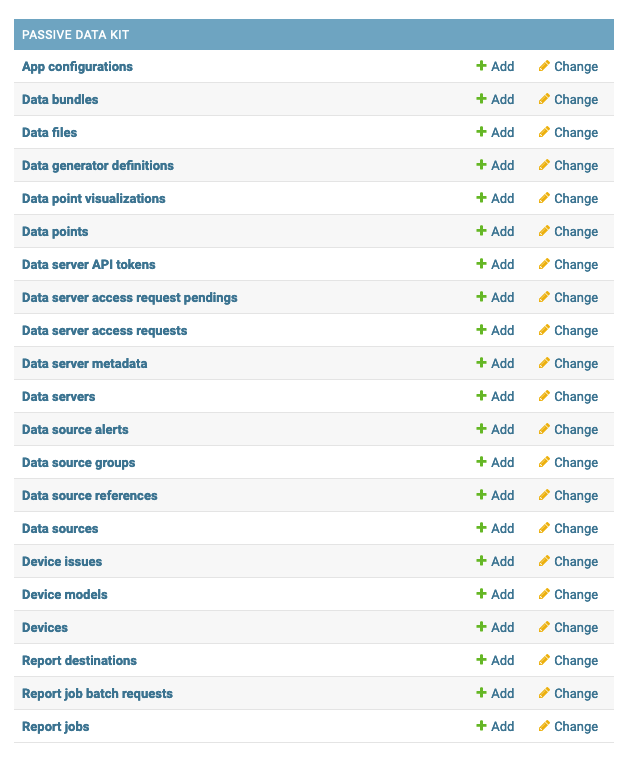 PASSIVE DATA KIT
App configurations Add Change
Data bundles Add Change
Data files Add Change
Data generator definitions Add Change
Data point visualizations Add Change
Data points Add Change
Data server API tokens Add Change
Data server access request pendings Add Change
Data server access requests Add Change
Data server metadata Add Change
Data servers Add Change
Data source alerts Add Change
Data source groups Add Change
Data source references Add Change
Data sources Add Change
Device issues Add Change
Device models Add Change
Devices Add Change
Report destinations Add Change
Report job batch requests Add Change
Report jobs Add Change